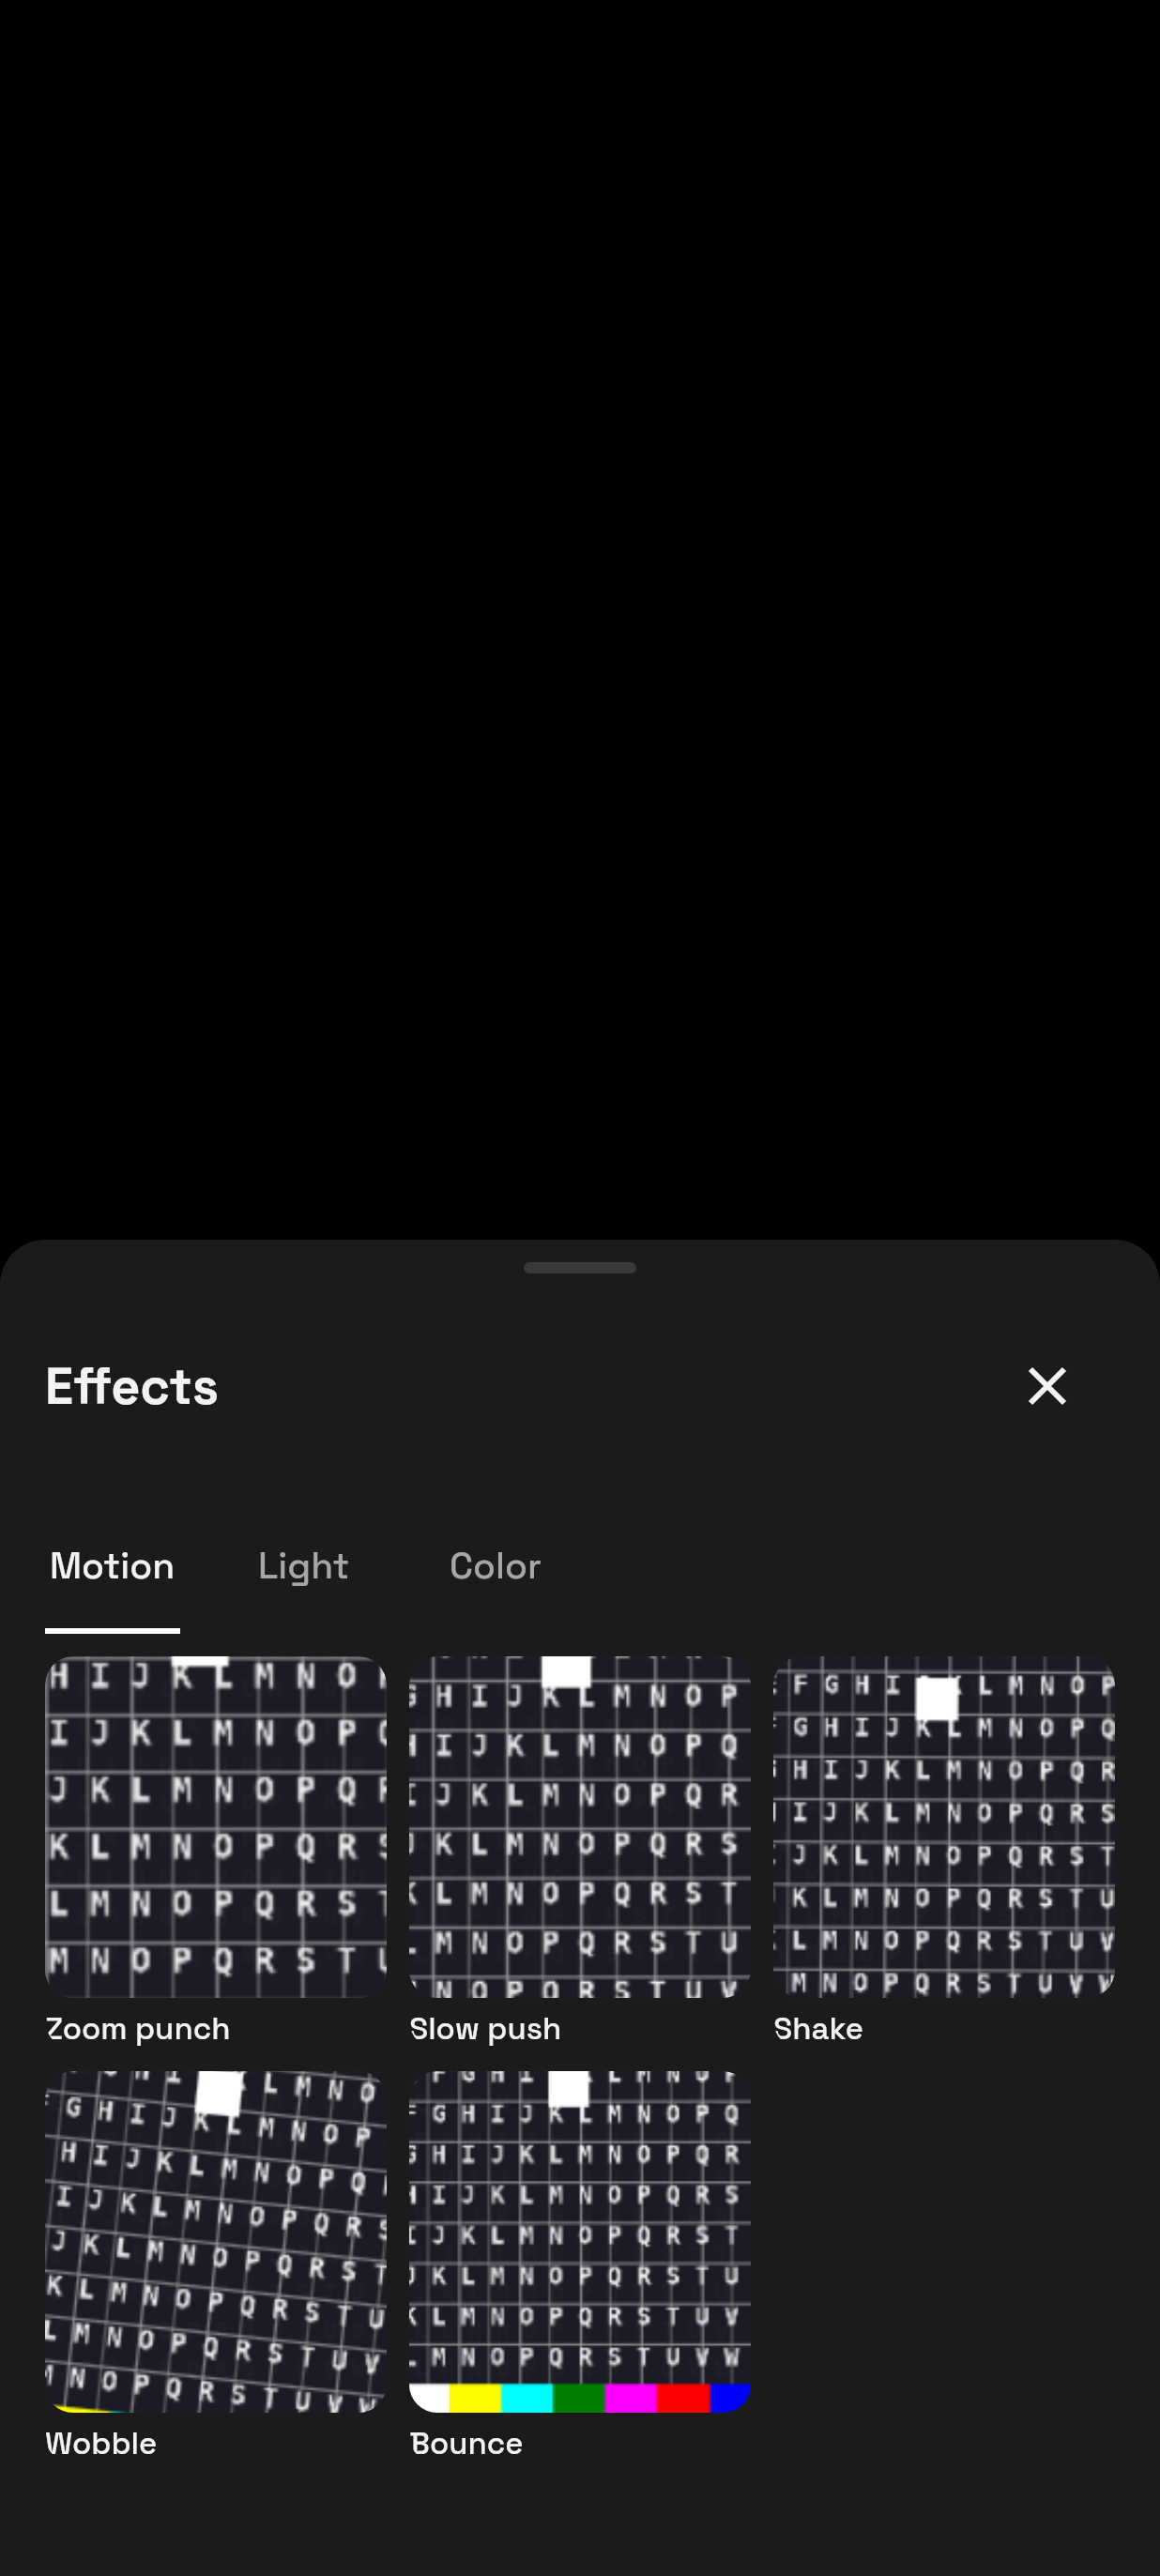 Effects
Motion Light Color
H I J K L M N O
I J K L M N O P
J K L M N O P Q
K L M N O P Q R
L M N O P Q R S
M N O P Q R S T
H I J K L M N O P
I J K L M N O P Q
J K L M N O P Q R
K L M N O P Q R S
L M N O P Q R S T
M N O P Q R S T U
N O P Q R S T U V
F G H I L M N O P
G H I J K L M N O P Q
H I J K L M N O P Q R
I J K L M N O P Q R S
J K L M N O P Q R S T
K L M N O P Q R S T U
L M N O P Q R S T U V
M N O P Q R S T U V W
Zoom punch Slow push Shake
L M N O
G H I J K L M N O P
H I J K L M N O P Q
I J K L M N O P Q R S
J K L M N O P Q R S T
K L M N O P Q R S T U
L M N O P Q R S T U V
N O P Q R S T U V W
F G H I L M N O P
G H I J K L M N O P Q
H I J K L M N O P Q R
I J K L M N O P Q R S
J K L M N O P Q R S T
K L M N O P Q R S T U
L M N O P Q R S T U V
M N O P Q R S T U V W
Wobble Bounce